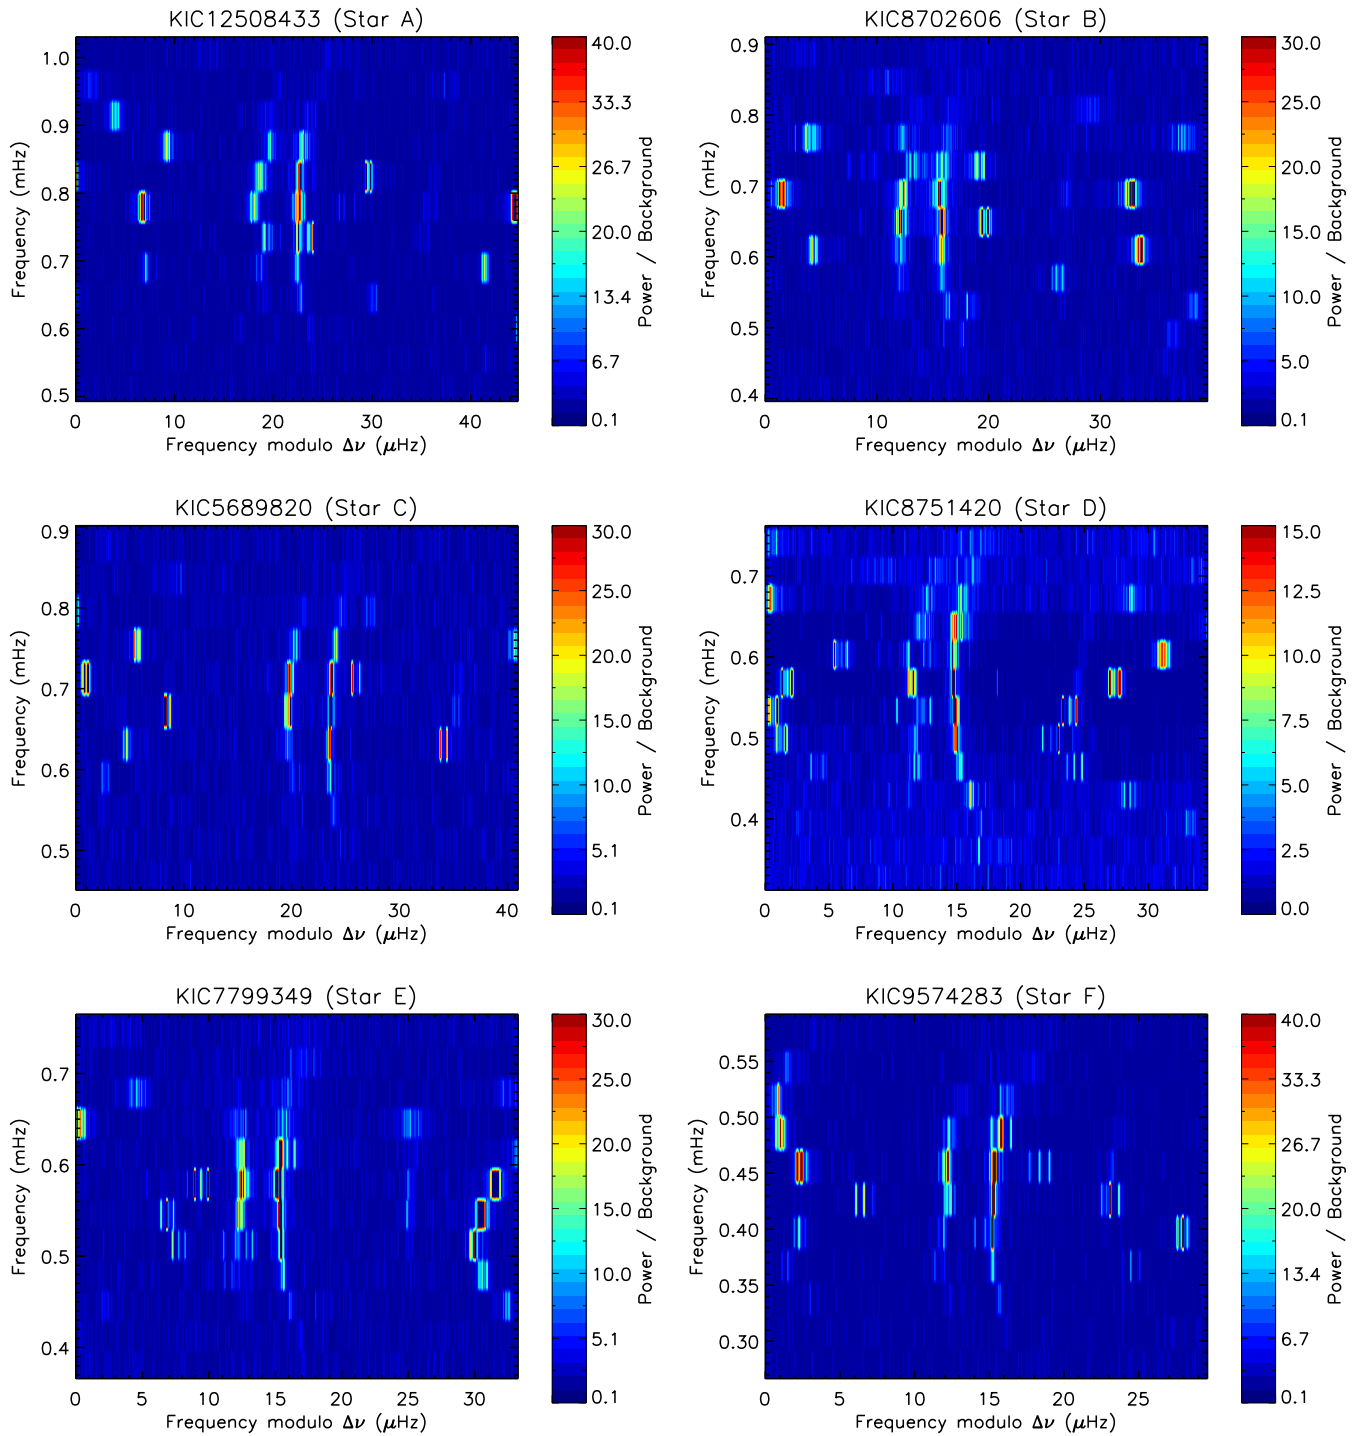 KIC12508433 (Star A)
Frequency (mHz)
1.0
0.9
0.8
0.7
0.6
0.5
0 10 20 30 40
Frequency modulo Δν (μHz)
40.0
33.3
26.7
20.0
13.4
6.7
0.1
Power / Background
KIC8702606 (Star B)
Frequency (mHz)
0.9
0.8
0.7
0.6
0.5
0.4
0 10 20 30
Frequency modulo Δν (μHz)
30.0
25.0
20.0
15.0
10.0
5.0
0.1
Power / Background
KIC5689820 (Star C)
Frequency (mHz)
0.9
0.8
0.7
0.6
0.5
0 10 20 30 40
Frequency modulo Δν (μHz)
30.0
25.0
20.0
15.0
10.0
5.1
0.1
Power / Background
KIC8751420 (Star D)
Frequency (mHz)
0.7
0.6
0.5
0.4
0 5 10 15 20 25 30
Frequency modulo Δν (μHz)
15.0
12.5
10.0
7.5
5.0
2.5
0.0
Power / Background
KIC7799349 (Star E)
Frequency (mHz)
0.7
0.6
0.5
0.4
0 5 10 15 20 25 30
Frequency modulo Δν (μHz)
30.0
25.0
20.0
15.0
10.0
5.1
0.1
Power / Background
KIC9574283 (Star F)
Frequency (mHz)
0.55
0.50
0.45
0.40
0.35
0.30
0 5 10 15 20 25
Frequency modulo Δν (μHz)
40.0
33.3
26.7
20.0
13.4
6.7
0.1
Power / Background